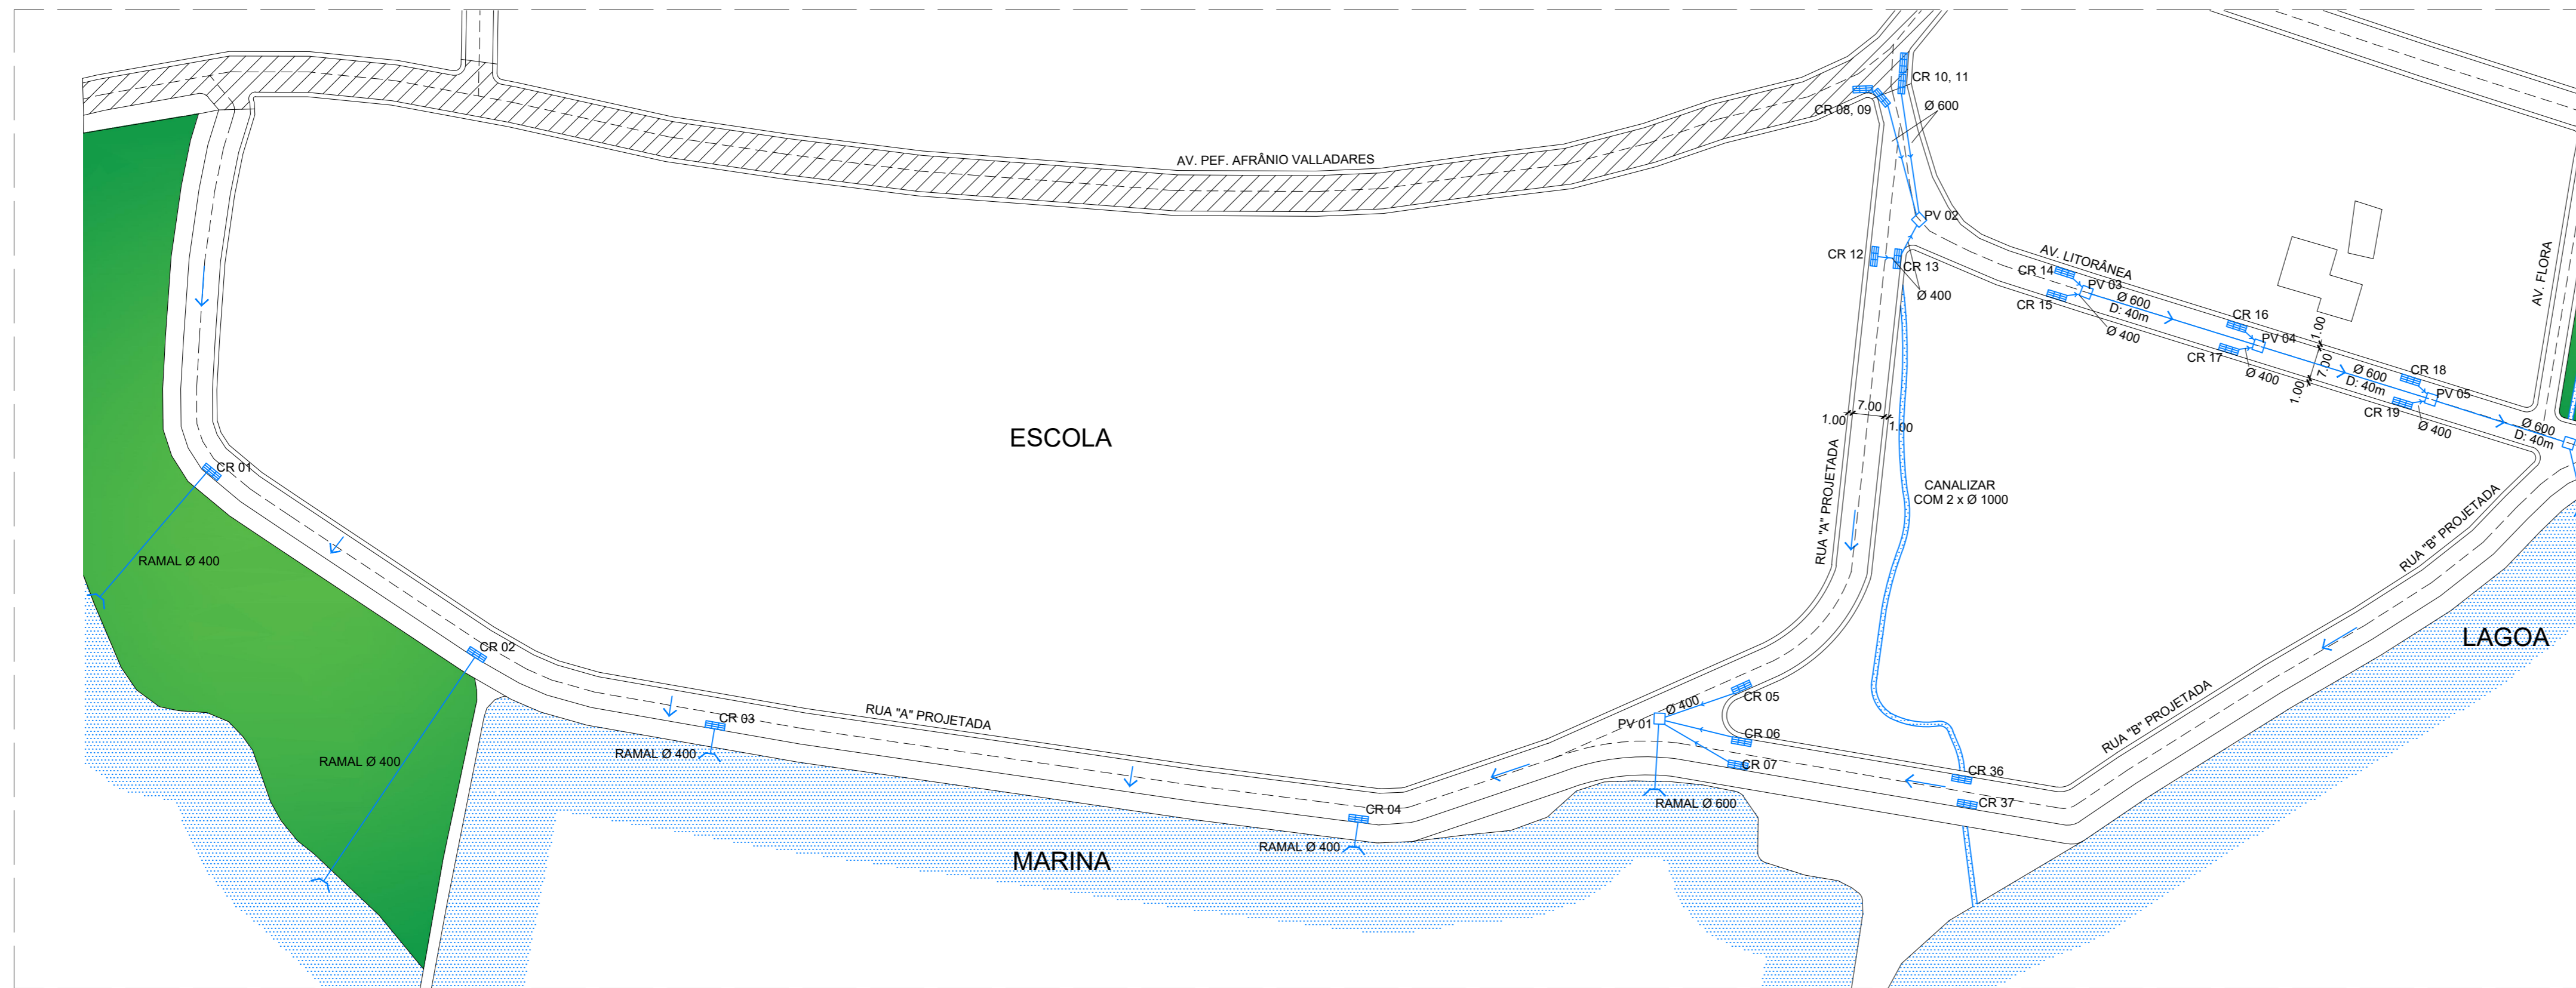 CR 10, 11
CR 08, 09
Ø 600
AV. PEF. AFRÂNIO VALLADARES
PV 02
CR 12
CR 13
Ø 400
AV. LITORÂNEA
CR 14
PV 03
CR 15
Ø 600
D: 40m
Ø 400
CR 16
PV 04
CR 17
Ø 400
1.00
7.00
1.00
AV. FLORA
CR 18
Ø 600
D: 40m
PV 05
CR 19
Ø 400
Ø 600
D: 40m
1.00
7.00
1.00
ESCOLA
RUA "A" PROJETADA
CANALIZAR
COM 2 x Ø 1000
CR 01
RAMAL Ø 400
RUA "B" PROJETADA
LAGOA
CR 02
RAMAL Ø 400
CR 03
RAMAL Ø 400
RUA "A" PROJETADA
CR 05
Ø 400
PV 01
CR 06
CR 07
RUA "B" PROJETADA
CR 36
CR 37
RAMAL Ø 600
CR 04
RAMAL Ø 400
MARINA